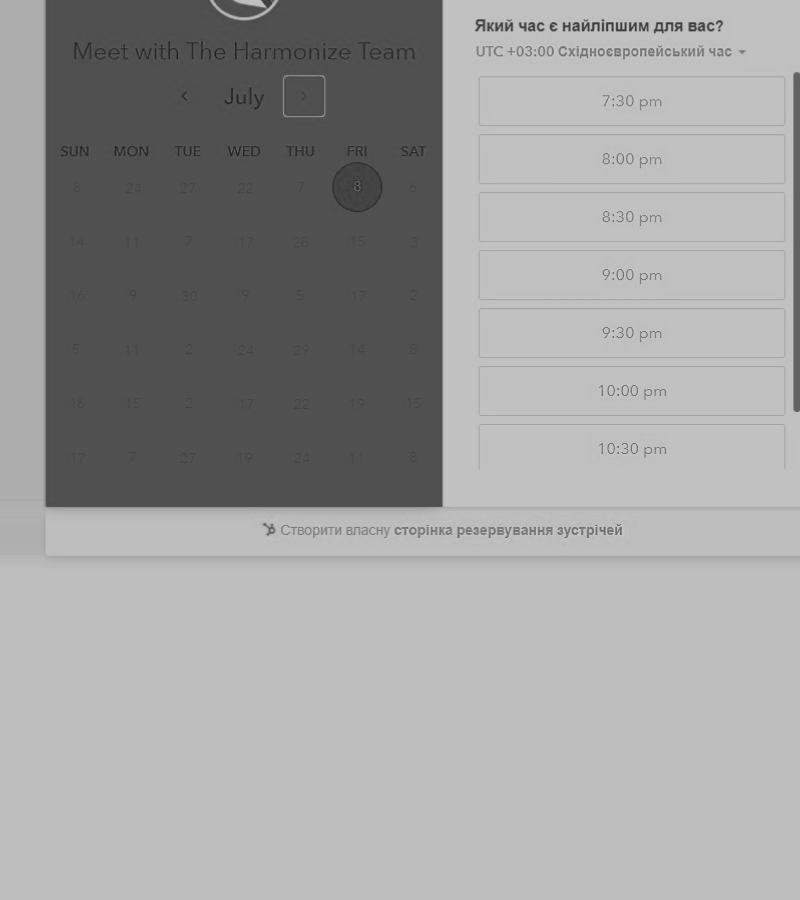 Meet with The Harmonize Team
July
SUN MON TUE WED THU FRI SAT
8 24 27 22 7 8 6
14 11 7 17 28 15 3
16 9 30 9 5 17 2
5 11 2 24 29 14 8
16 15 2 17 22 19 15
17 7 27 19 24 11 8
Який час є найліпшим для вас?
UTC +03:00 Східноєвропейський час
7:30 pm
8:00 pm
8:30 pm
9:00 pm
9:30 pm
10:00 pm
10:30 pm
Створити власну сторінка резервування зустрічей